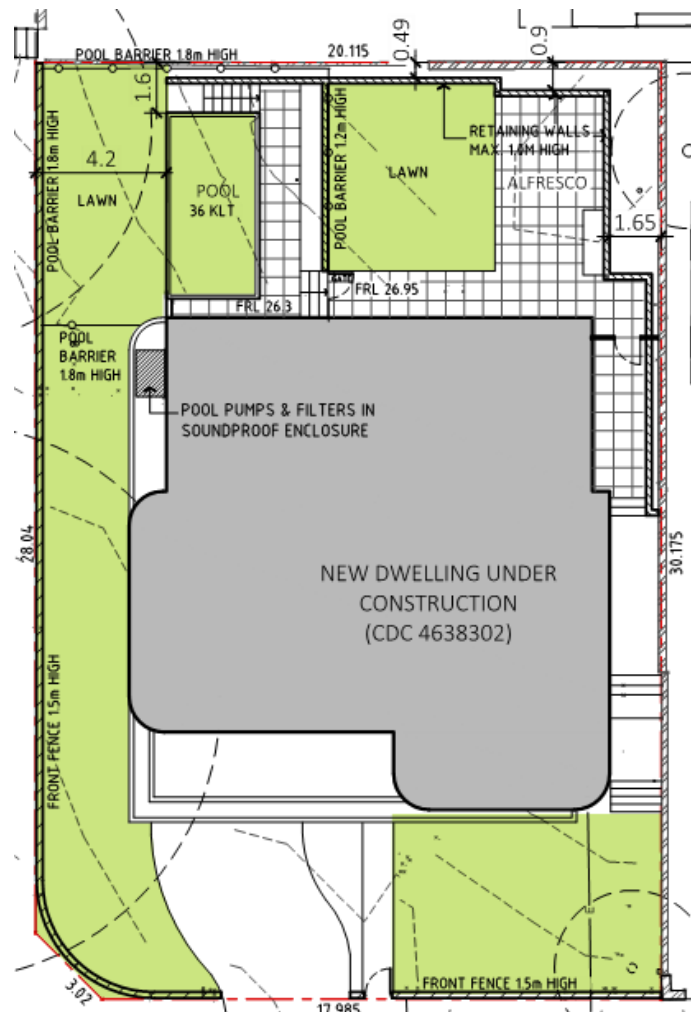 POOL BARRIER 1.8m HIGH
20.115
0.49
0.9
1.6
POOL BARRIER 1.8m HIGH
4.2
LAWN
POOL
36 KLT
POOL BARRIER 1.2m HIGH
LAWN
RETAINING WALLS
MAX. 1.0M HIGH
ALFRESCO
1.65
GATE
FRL 26.3
FRL 26.95
POOL
BARRIER
1.8m HIGH
POOL PUMPS & FILTERS IN
SOUNDPROOF ENCLOSURE
28.04
30.175
NEW DWELLING UNDER
CONSTRUCTION
(CDC 4638302)
FRONT FENCE 1.5m HIGH
E
FRONT FENCE 1.5m HIGH
3.02
17.985